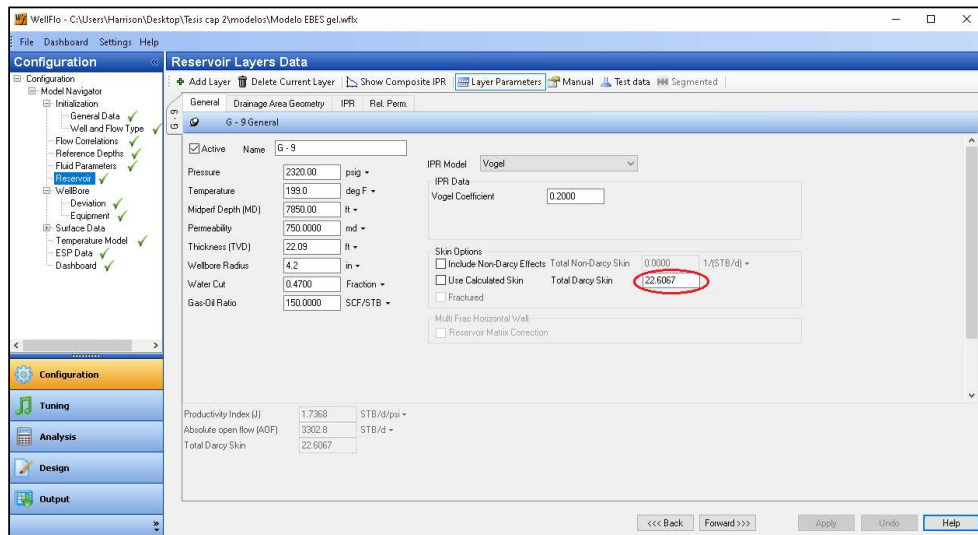 WellFlo - C:\Users\Harrison\Desktop\Tesis cap 2\modelos\Modelo EBES gel.wflx
File Dashboard Settings Help
Configuration
Configuration
Model Navigator
Initialization
General Data
Well and Flow Type
Flow Correlations
Reference Depths
Fluid Parameters
Reservoir
WellBore
Deviation
Equipment
Surface Data
Temperature Model
ESP Data
Dashboard
Configuration
Tuning
Analysis
Design
Output
Reservoir Layers Data
Add Layer Delete Current Layer Show Composite IPR Layer Parameters Manual Test data Segmented
G - 9
General Drainage Area Geometry IPR Rel. Perm.
G - 9 General
Active Name G - 9
Pressure 2320.00 psig
Temperature 199.0 deg F
Midperf Depth (MD) 7850.00 ft
Permeability 750.0000 md
Thickness (TVD) 22.09 ft
Wellbore Radius 4.2 in
Water Cut 0.4700 Fraction
Gas-Oil Ratio 150.0000 SCF/STB
IPR Model Vogel
IPR Data
Vogel Coefficient 0.2000
Skin Options
Include Non-Darcy Effects Total Non-Darcy Skin 0.0000 1/(STB/d)
Use Calculated Skin Total Darcy Skin 22.6067
Fractured
Multi Frac Horizontal Well
Reservoir Matrix Correction
Productivity Index (J) 1.7368 STB/d/psi
Absolute open flow (AOF) 3302.8 STB/d
Total Darcy Skin 22.6067
<<< Back Forward >>> Apply Undo Help